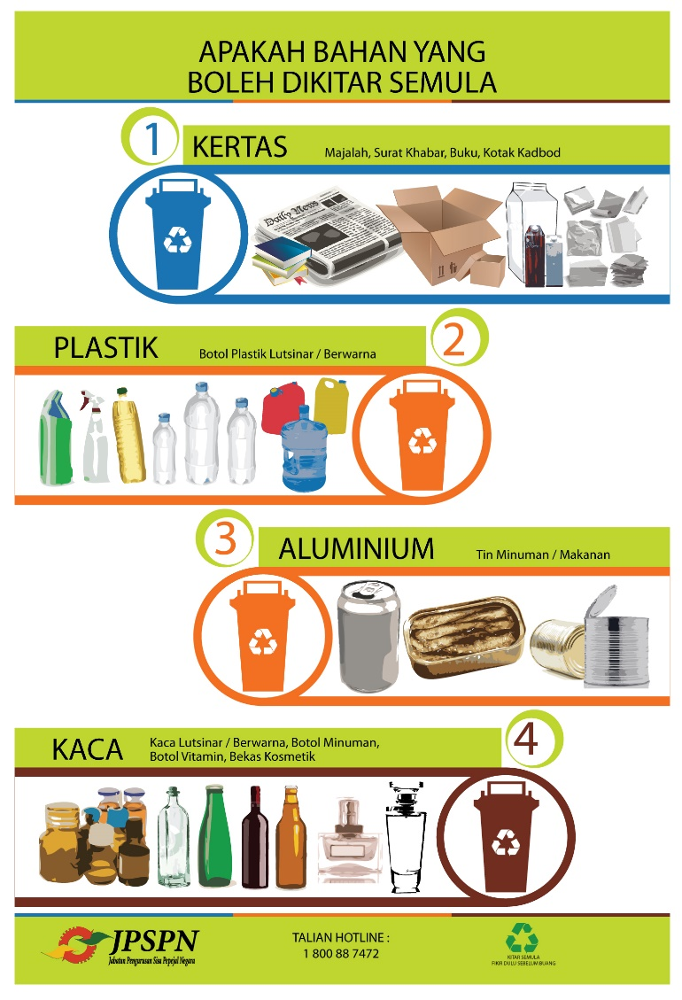 APAKAH BAHAN YANG
BOLEH DIKITAR SEMULA
1
KERTAS
Majalah, Surat Khabar, Buku, Kotak Kadbod
Daily News
PLASTIK
Botol Plastik Lutsinar / Berwarna
2
3
ALUMINIUM
Tin Minuman / Makanan
KACA
Kaca Lutsinar / Berwarna, Botol Minuman,
Botol Vitamin, Bekas Kosmetik
4
JPSPN
Jabatan Pengurusan Sisa Pepejal Negara
TALIAN HOTLINE :
1 800 88 7472
KITAR SEMULA
FIKIR DULU SEBELUM BUANG